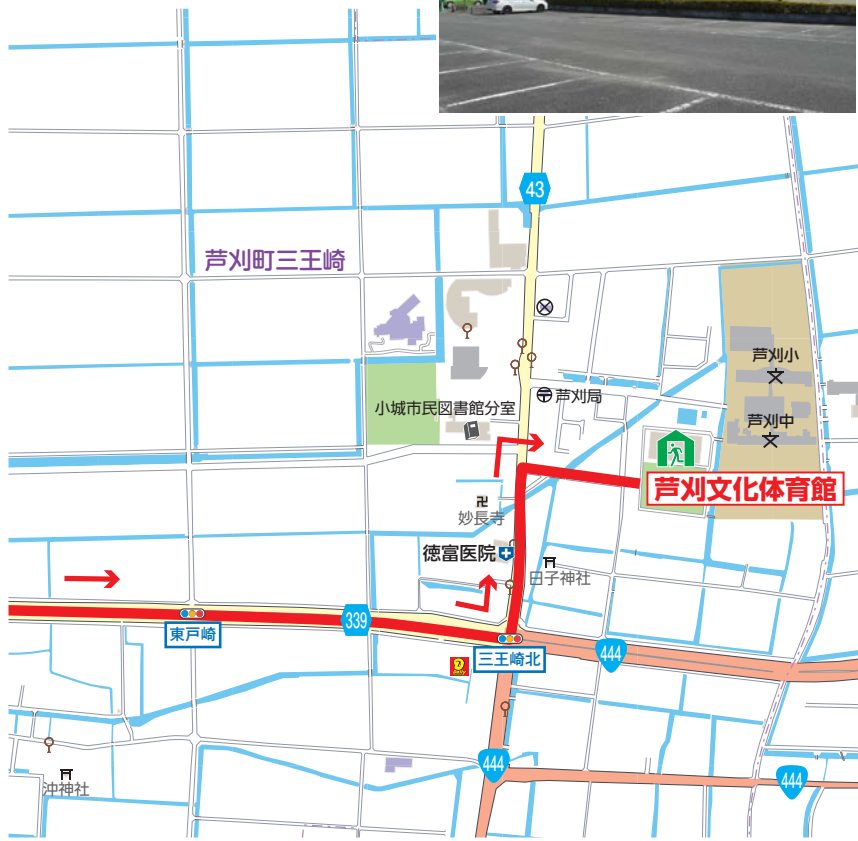 43
芦刈町三王崎
芦刈小
芦刈局
小城市民図書館分室
芦刈中
芦刈文化体育館
妙長寺
徳富医院
日子神社
339
東戸崎
三王崎北
444
444
444
沖神社